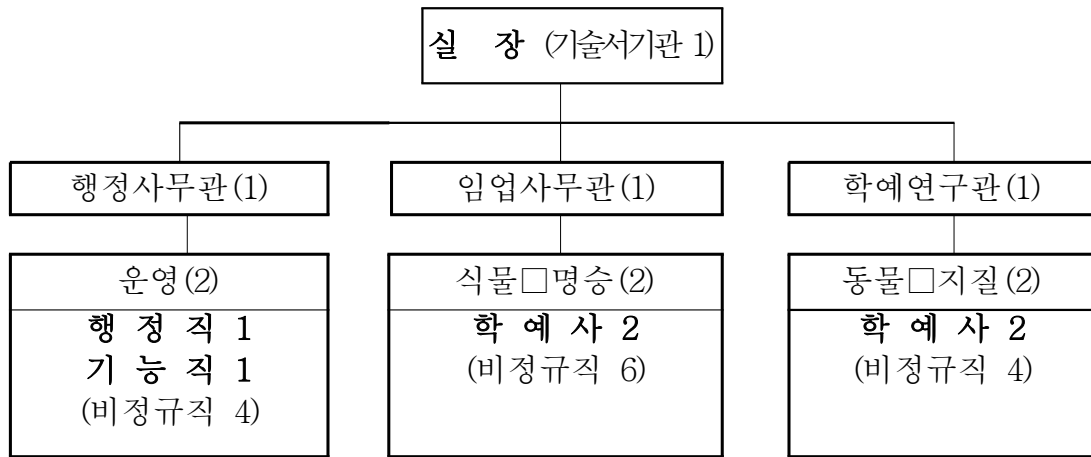 실 장 (기술서기관 1)
행정사무관(1)
임업사무관(1)
학예연구관(1)
운영(2)
행 정 직 1
기 능 직 1
(비정규직 4)
식물□명승(2)
학 예 사 2
(비정규직 6)
동물□지질(2)
학 예 사 2
(비정규직 4)